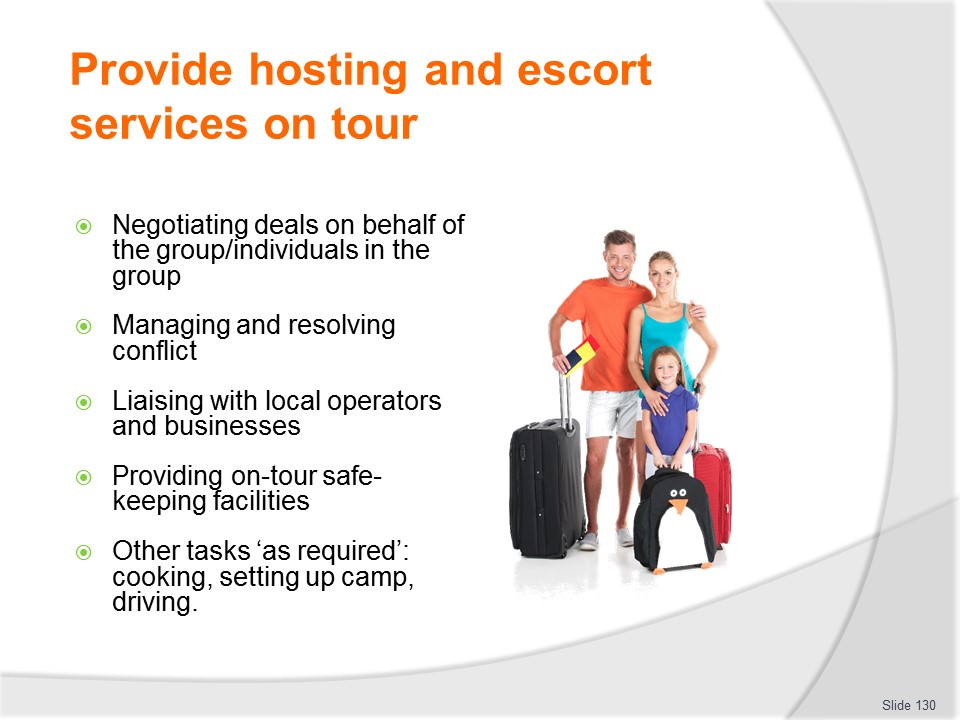 Provide hosting and escort
services on tour
Negotiating deals on behalf of
the group/individuals in the
group
Managing and resolving
conflict
Liaising with local operators
and businesses
Providing on-tour safe-
keeping facilities
Other tasks ‘as required’:
cooking, setting up camp,
driving.
Slide 130